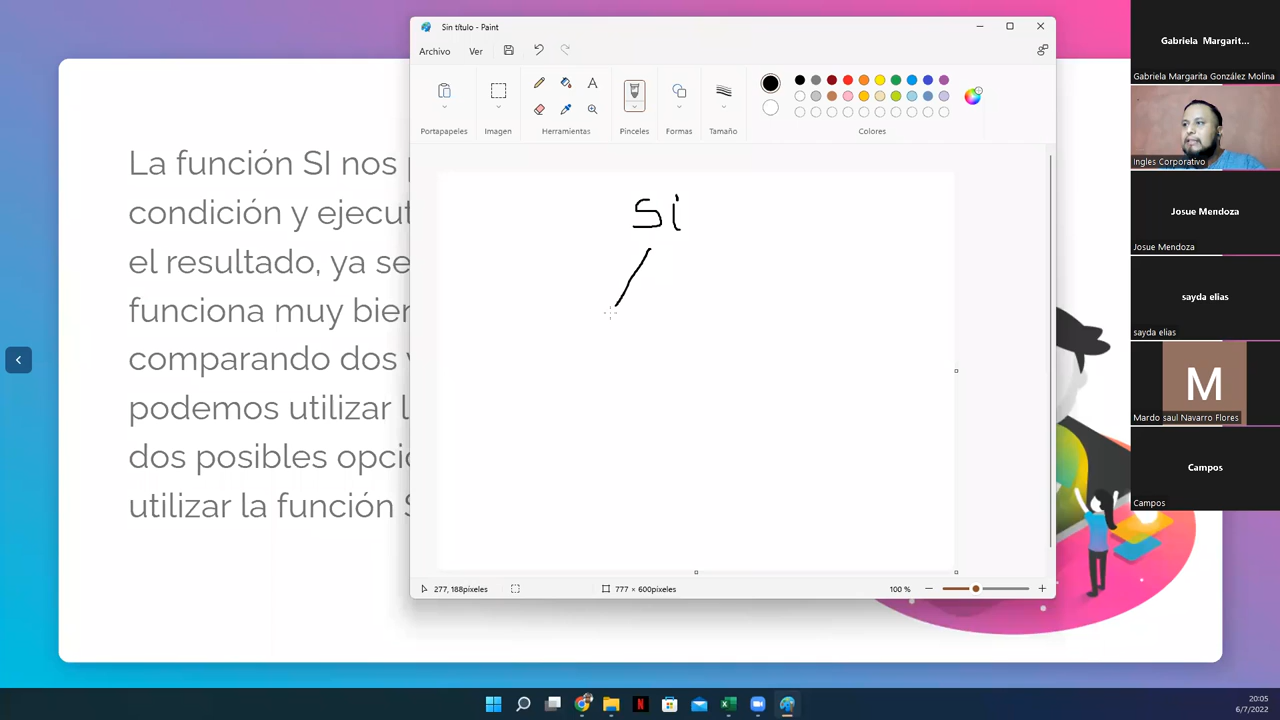 Sin título - Paint
Archivo
Ver
Portapapeles
Imagen
Herramientas
Pinceles
Formas
Tamaño
Colores
Si
277, 188píxeles
777 × 600píxeles
100 %
La función SI nos
condición y ejecut
el resultado, ya se
funciona muy bien
comparando dos
podemos utilizar l
dos posibles opci
utilizar la función
Gabriela Margarit...
Gabriela Margarita González Molina
Ingles Corporativo
Josue Mendoza
Josue Mendoza
sayda elias
sayda elias
M
Mardo saul Navarro Flores
Campos
Campos
20:05
6/7/2022